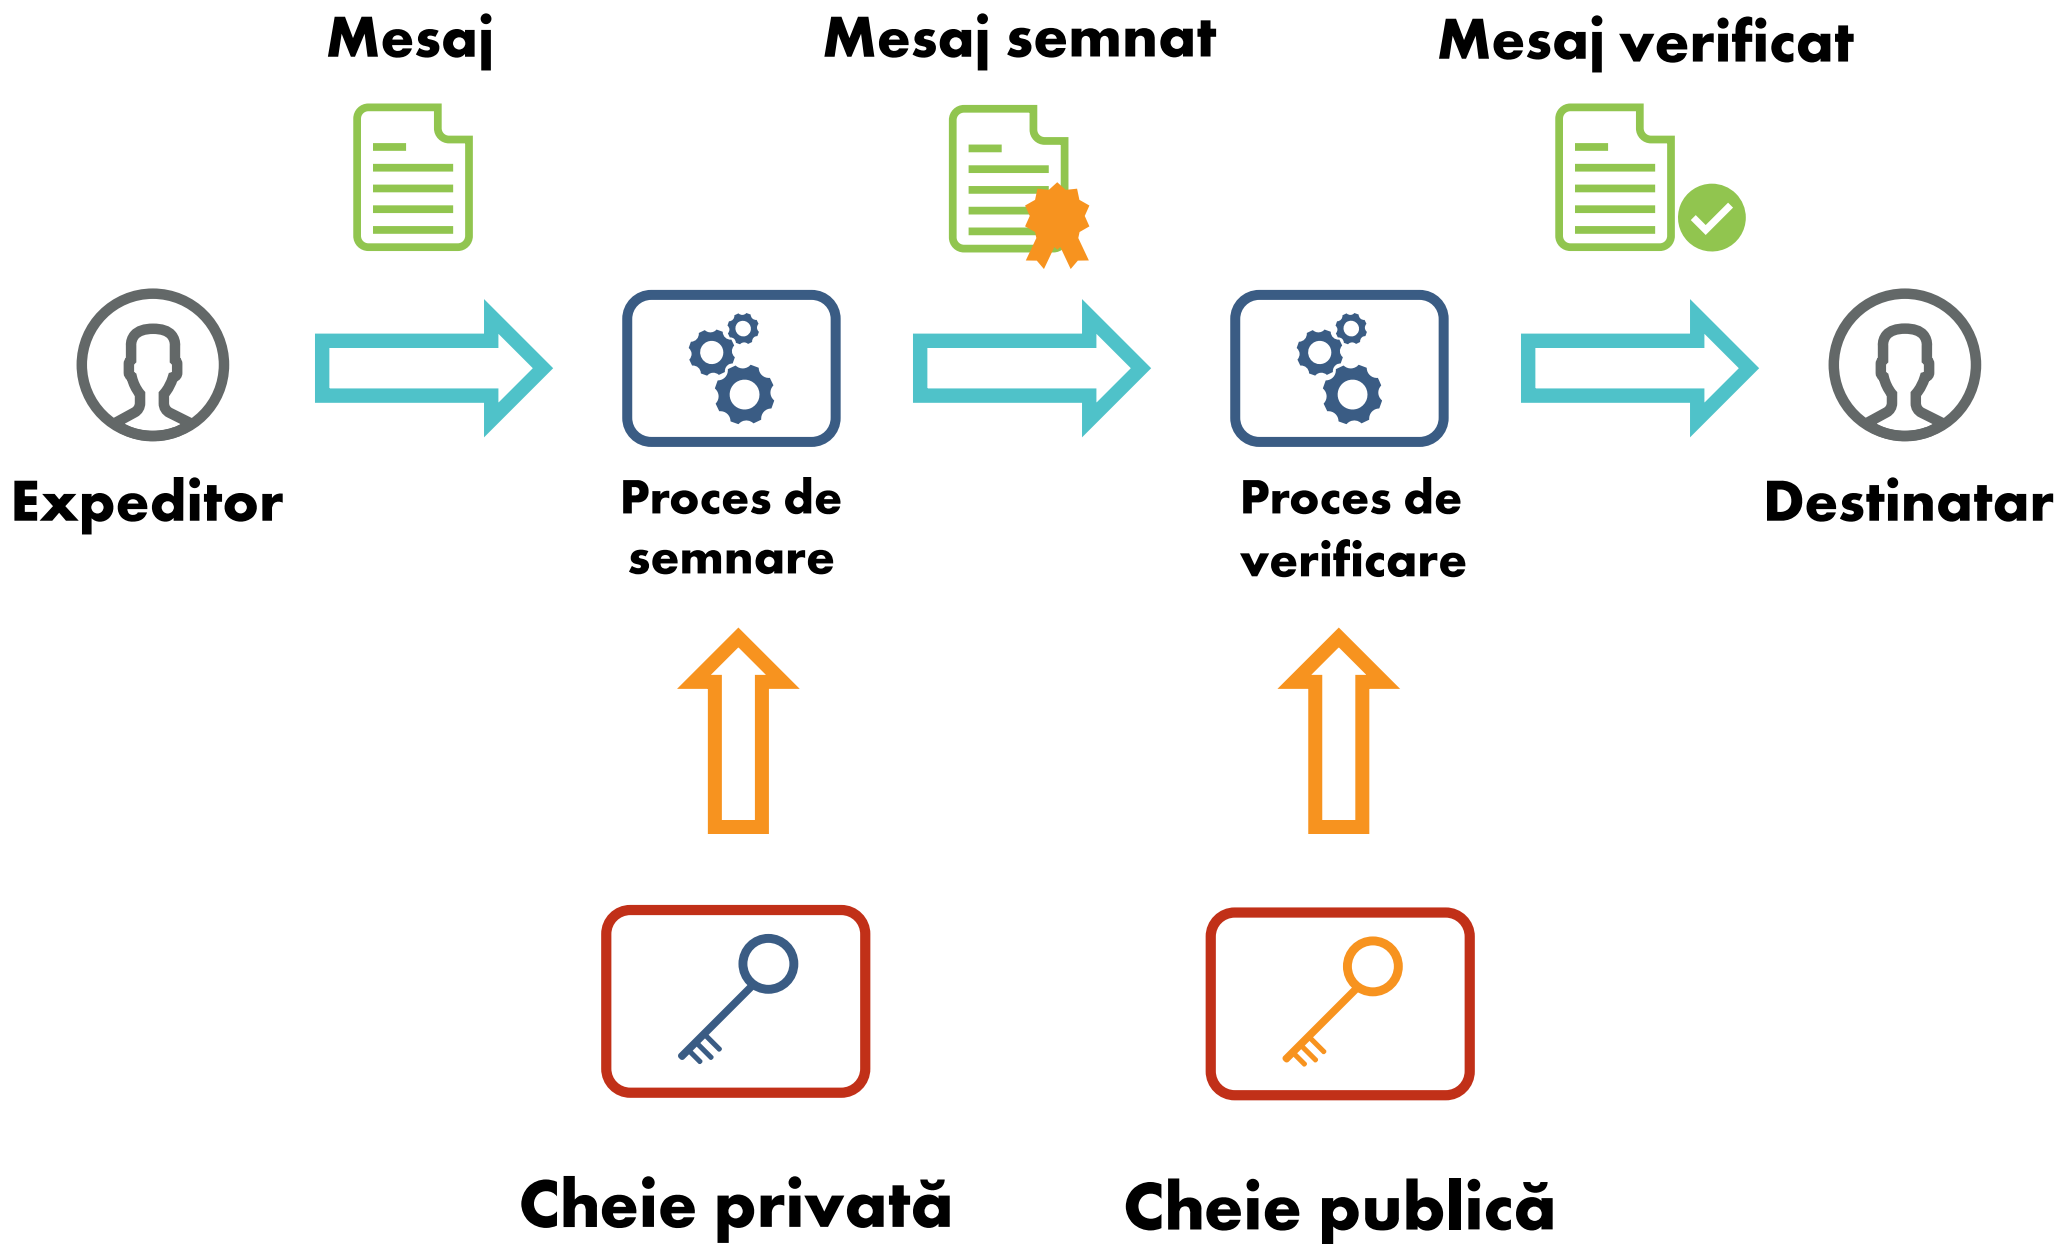 Mesaj
Mesaj semnat
Mesaj verificat
Expeditor
Proces de
semnare
Proces de
verificare
Destinatar
Cheie privată
Cheie publică